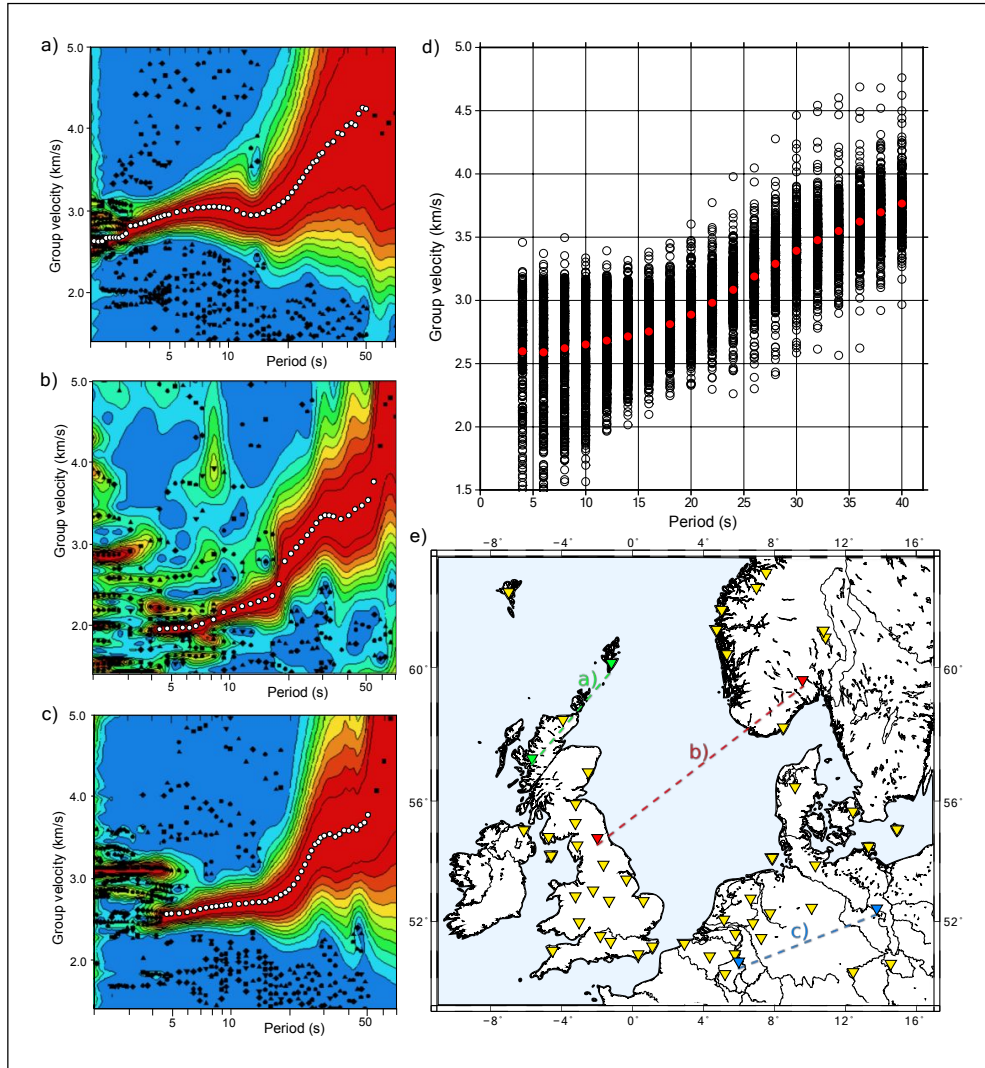 a)
5.0
4.0
3.0
2.0
Group velocity (km/s)
5
10
50
Period (s)
b)
5.0
4.0
3.0
2.0
Group velocity (km/s)
5
10
50
Period (s)
c)
5.0
4.0
3.0
2.0
Group velocity (km/s)
5
10
50
Period (s)
d)
5.0
4.5
4.0
3.5
3.0
2.5
2.0
1.5
Group velocity (km/s)
0 5 10 15 20 25 30 35 40
Period (s)
e)
−8° −4° 0° 4° 8° 12° 16°
60° 60°
56° 56°
52° 52°
a)
b)
c)
−8° −4° 0° 4° 8° 12° 16°